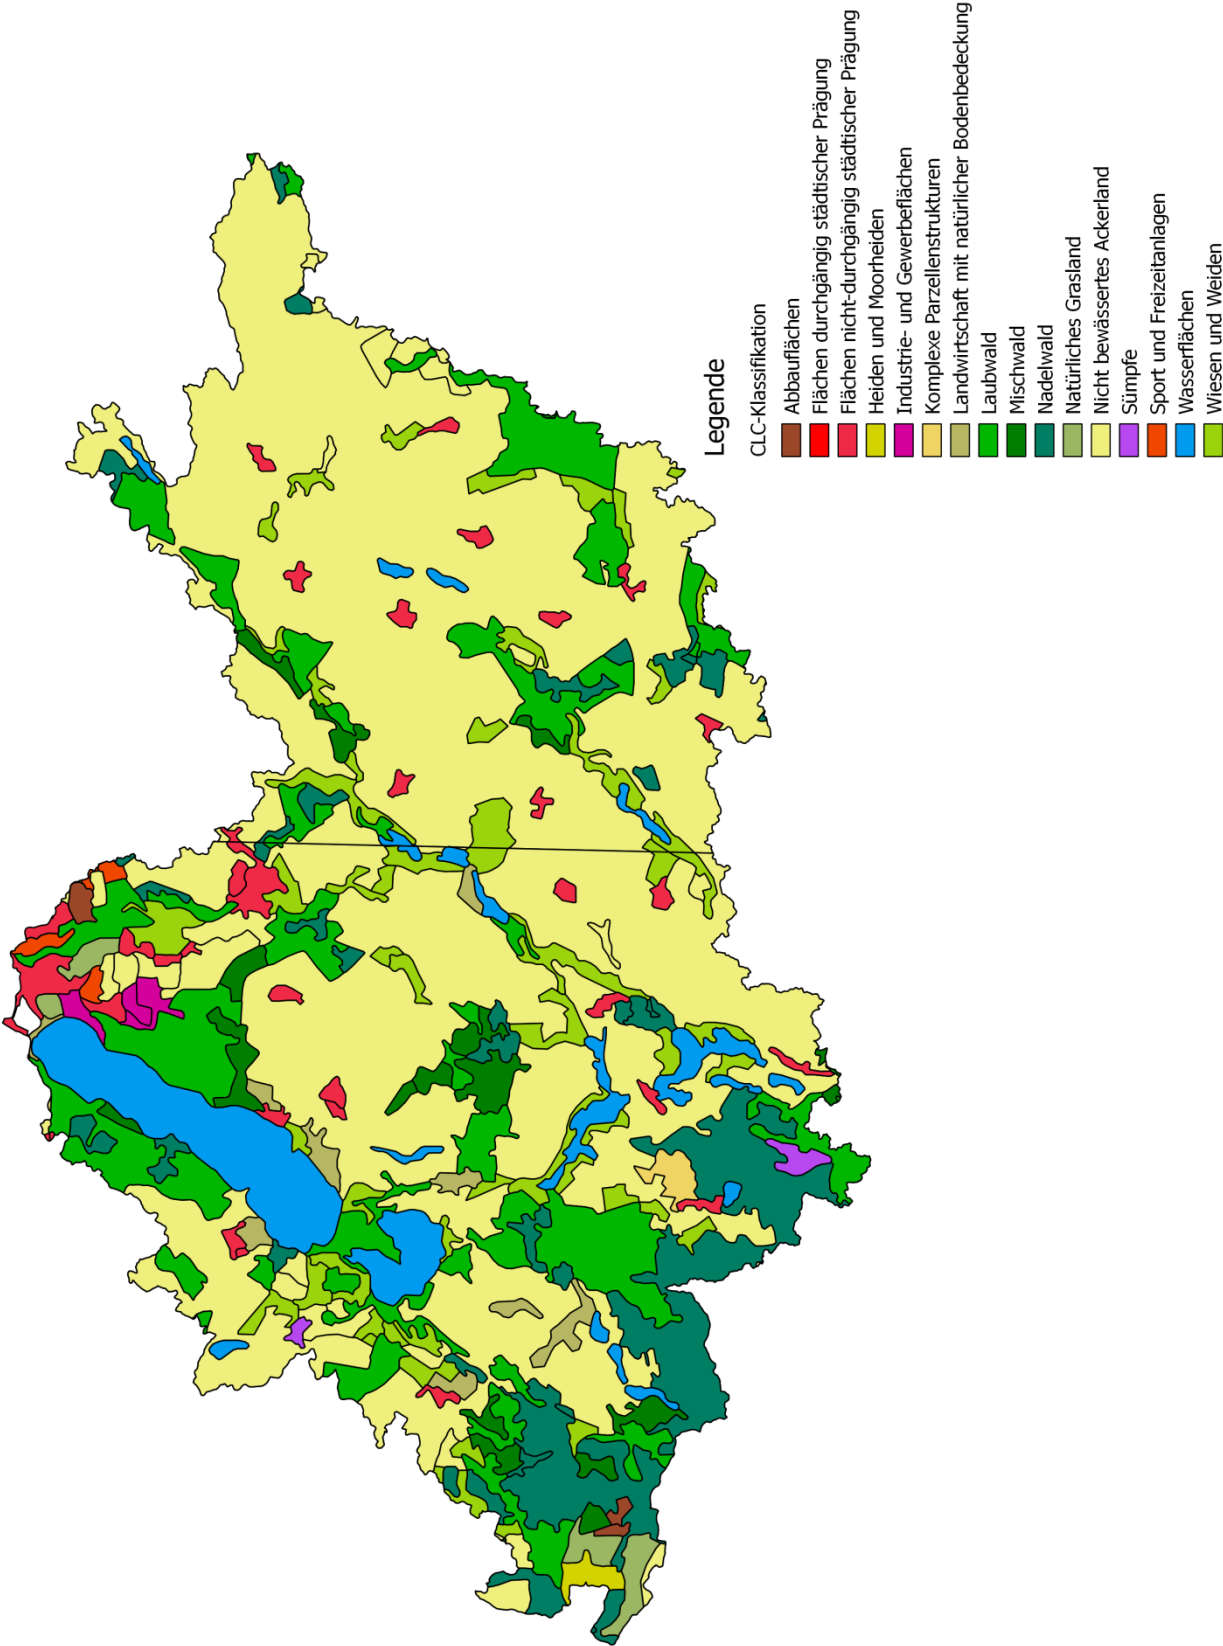 Legende
CLC-Klassifikation
Abbauflächen
Flächen durchgängig städtischer Prägung
Flächen nicht-durchgängig städtischer Prägung
Heiden und Moorheiden
Industrie- und Gewerbeflächen
Komplexe Parzellenstrukturen
Landwirtschaft mit natürlicher Bodenbedeckung
Laubwald
Mischwald
Nadelwald
Natürliches Grasland
Nicht bewässertes Ackerland
Sümpfe
Sport und Freizeitanlagen
Wasserflächen
Wiesen und Weiden